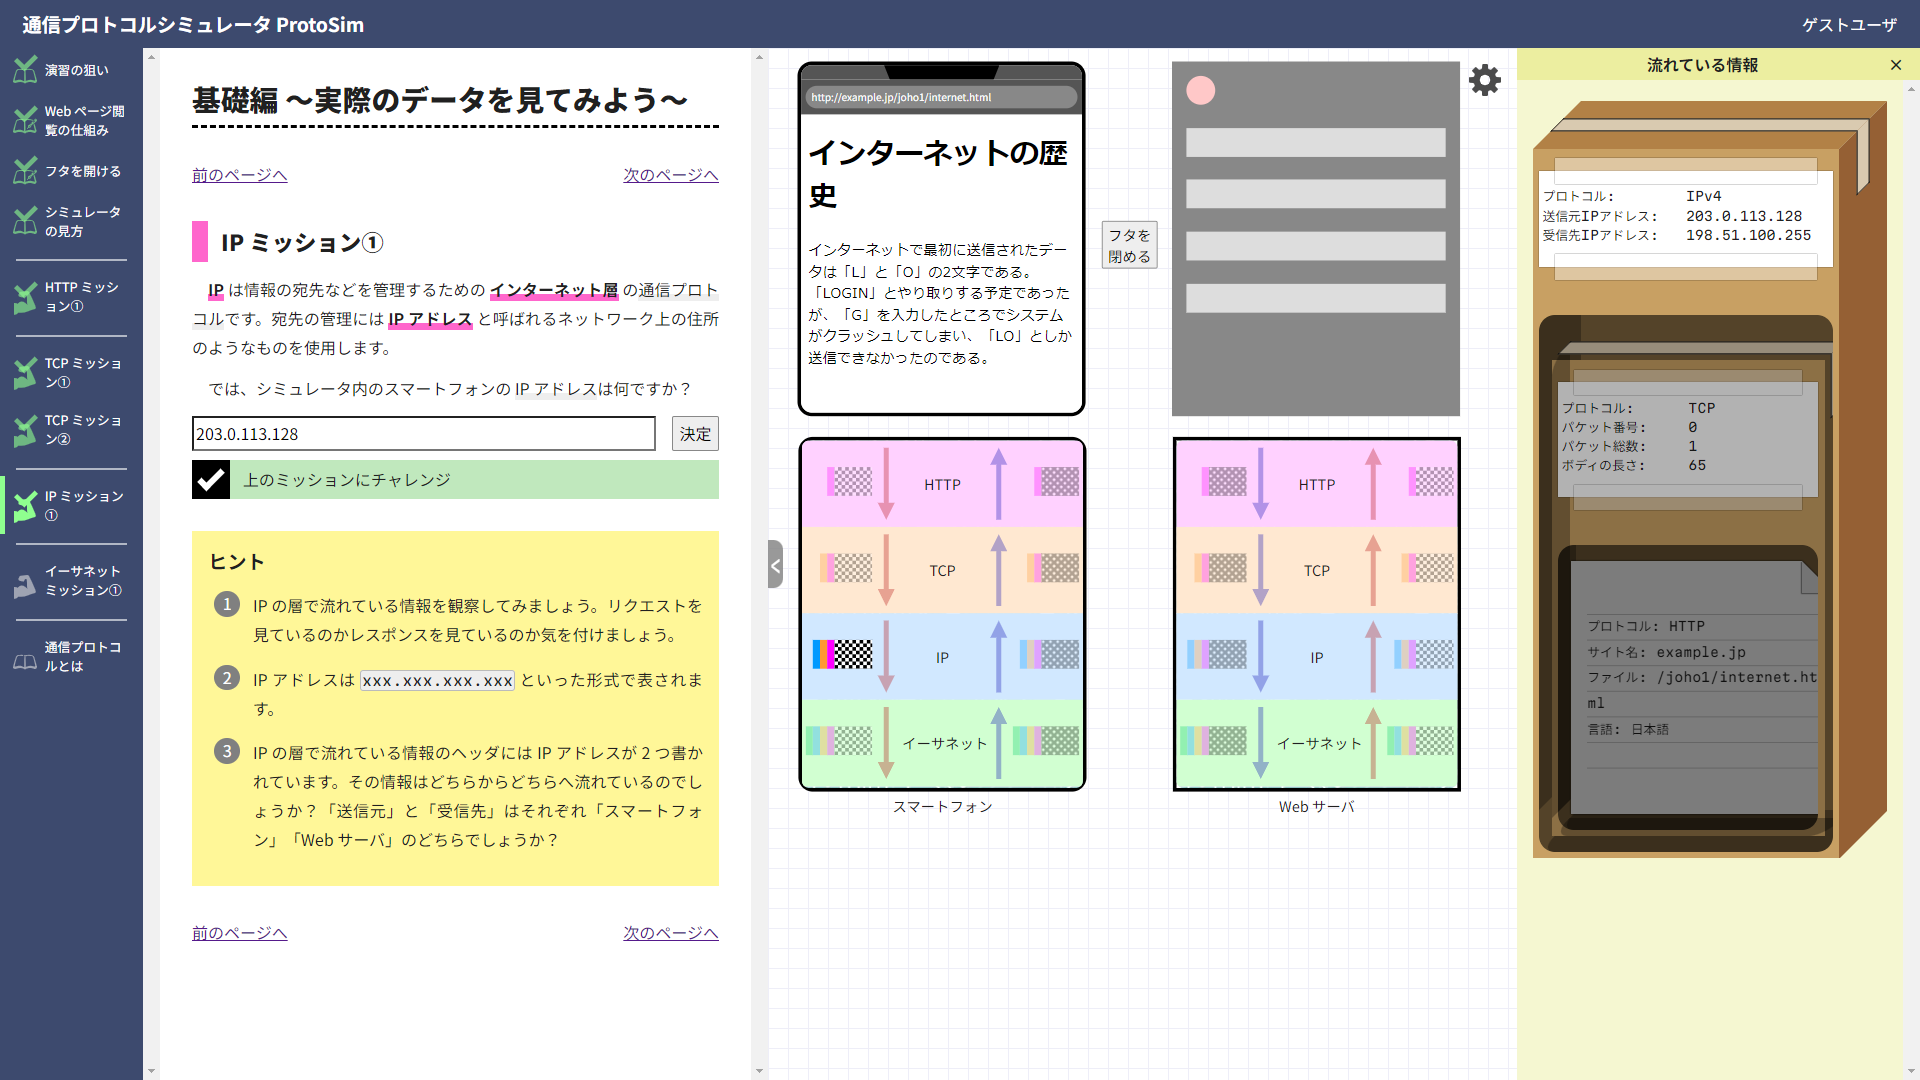 通信プロトコルシミュレータ ProtoSim
ゲストユーザ
演習の狙い
Web ページ閲
覧の仕組み
フタを開ける
シミュレータ
の見方
HTTP ミッシ
ョン①
TCP ミッショ
ン①
TCP ミッショ
ン②
IP ミッション
①
イーサネット
ミッション①
通信プロトコ
ルとは
基礎編 〜実際のデータを見てみよう〜
前のページへ
次のページへ
IP ミッション①
IP は情報の宛先などを管理するための インターネット層 の通信プロト
コルです。宛先の管理には IP アドレス と呼ばれるネットワーク上の住所
のようなものを使用します。
では、シミュレータ内のスマートフォンの IP アドレスは何ですか？
203.0.113.128
決定
上のミッションにチャレンジ
ヒント
1 IP の層で流れている情報を観察してみましょう。リクエストを
見ているのかレスポンスを見ているのか気を付けましょう。
2 IP アドレスは xxx.xxx.xxx.xxx といった形式で表されま
す。
3 IP の層で流れている情報のヘッダには IP アドレスが 2 つ書か
れています。その情報はどちらからどちらへ流れているのでし
ょうか？「送信元」と「受信先」はそれぞれ「スマートフォ
ン」「Web サーバ」のどちらでしょうか？
前のページへ
次のページへ
http://example.jp/joho1/internet.html
インターネットの歴
史
インターネットで最初に送信されたデー
タは「L」と「O」の2文字である。
「LOGIN」とやり取りする予定であった
が、「G」を入力したところでシステム
がクラッシュしてしまい、「LO」としか
送信できなかったのである。
フタを
閉める
HTTP
TCP
IP
イーサネット
スマートフォン
HTTP
TCP
IP
イーサネット
Web サーバ
流れている情報
×
プロトコル: IPv4
送信元IPアドレス: 203.0.113.128
受信先IPアドレス: 198.51.100.255
プロトコル: TCP
パケット番号: 0
パケット総数: 1
ボディの長さ: 65
プロトコル: HTTP
サイト名: example.jp
ファイル: /joho1/internet.ht
ml
言語: 日本語